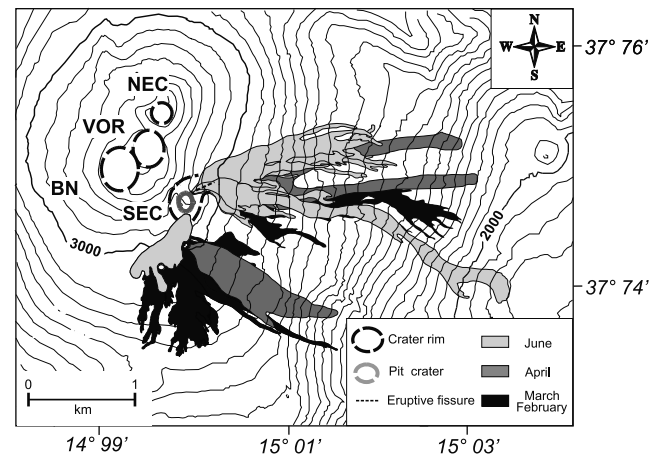 N
W E
S
37° 76'
NEC
VOR
BN
SEC
3000
2000
37° 74'
Crater rim
June
Pit crater
April
Eruptive fissure
March
February
0 1
km
14° 99' 15° 01' 15° 03'